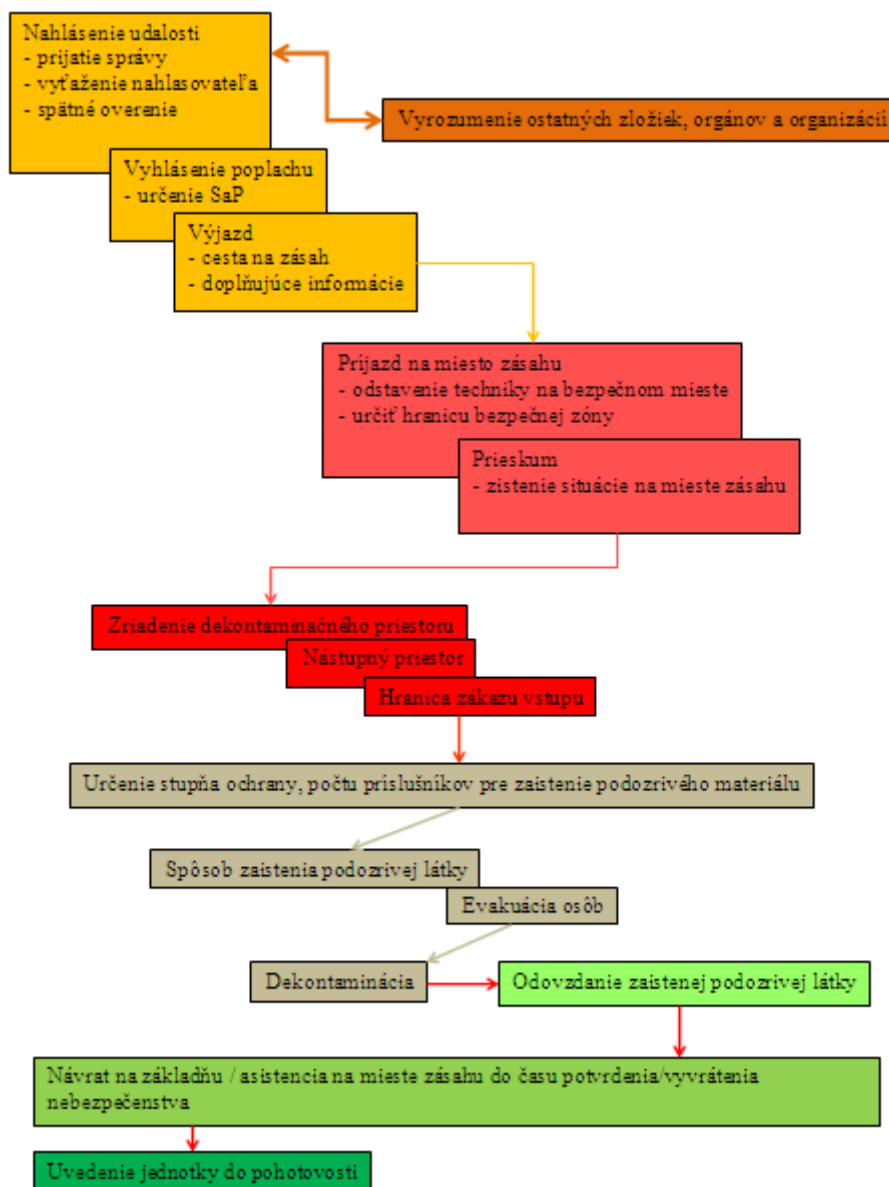 Nahlásenie udalosti
- prijatie správy
- vyťaženie nahlasovateľa
- spätné overenie
Vyrozumenie ostatných zložiek, orgánov a organizácií
Vyhlásenie poplachu
- určenie SaP
Výjazd
- cesta na zásah
- doplňujúce informácie
Príjazd na miesto zásahu
- odstavenie techniky na bezpečnom mieste
- určiť hranicu bezpečnej zóny
Prieskum
- zistenie situácie na mieste zásahu
Zriadenie dekontaminačného priestoru
Nástupný priestor
Hranica zákazu vstupu
Určenie stupňa ochrany, počtu príslušníkov pre zaistenie podozrivého materiálu
Spôsob zaistenia podozrivej látky
Evakuácia osôb
Dekontaminácia
Odovzdanie zaistenej podozrivej látky
Návrat na základňu / asistencia na mieste zásahu do času potvrdenia/vyvrátenia
nebezpečenstva
Uvedenie jednotky do pohotovosti